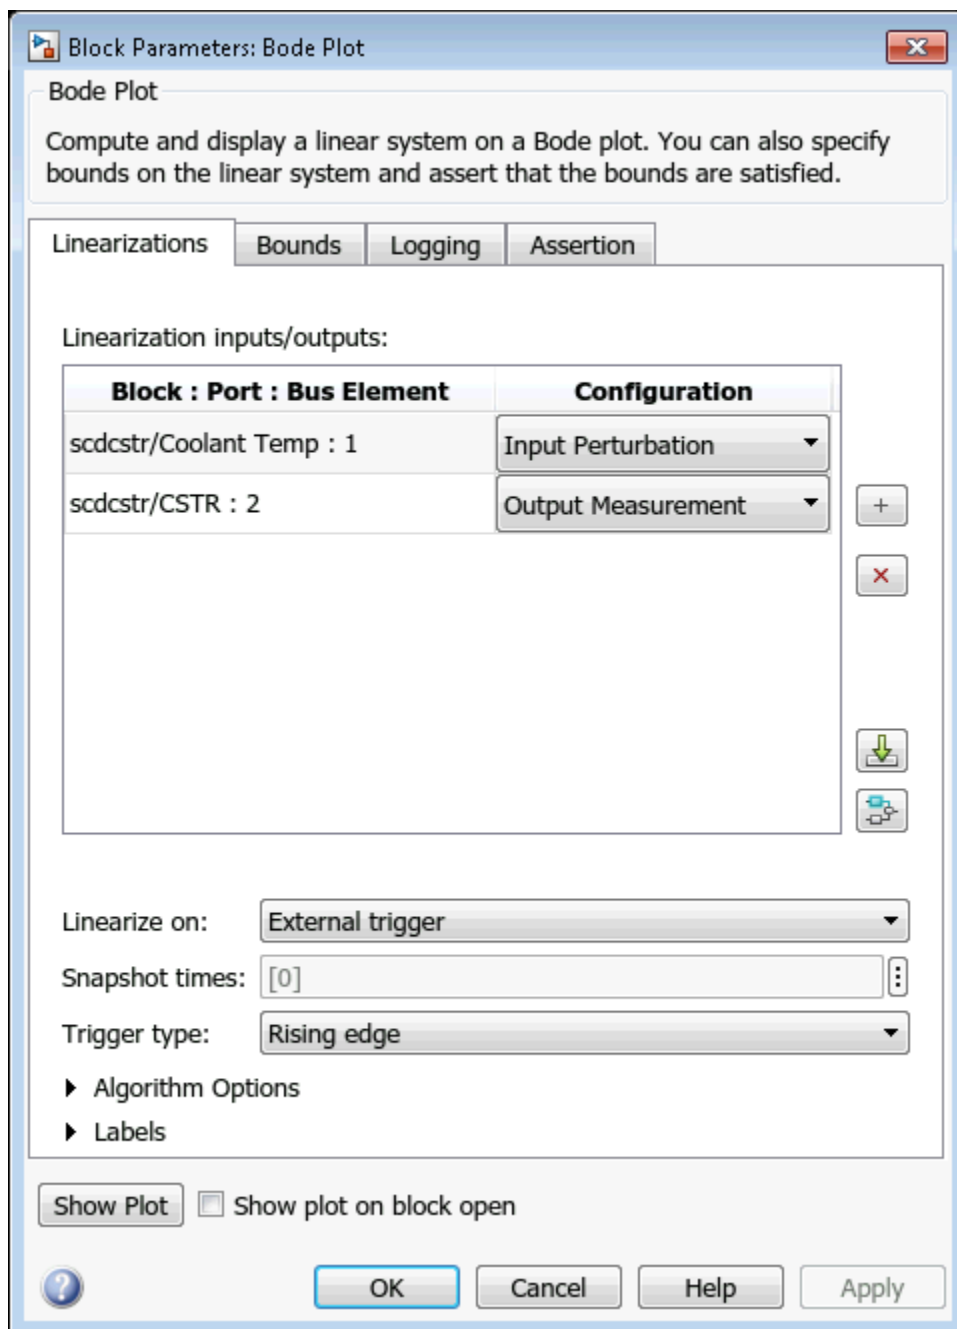 Block Parameters: Bode Plot
Bode Plot
Compute and display a linear system on a Bode plot. You can also specify
bounds on the linear system and assert that the bounds are satisfied.
Linearizations Bounds Logging Assertion
Linearization inputs/outputs:
Block : Port : Bus Element Configuration
scdcstr/Coolant Temp : 1 Input Perturbation
scdcstr/CSTR : 2 Output Measurement
Linearize on: External trigger
Snapshot times: [0]
Trigger type: Rising edge
Algorithm Options
Labels
Show Plot Show plot on block open
OK Cancel Help Apply